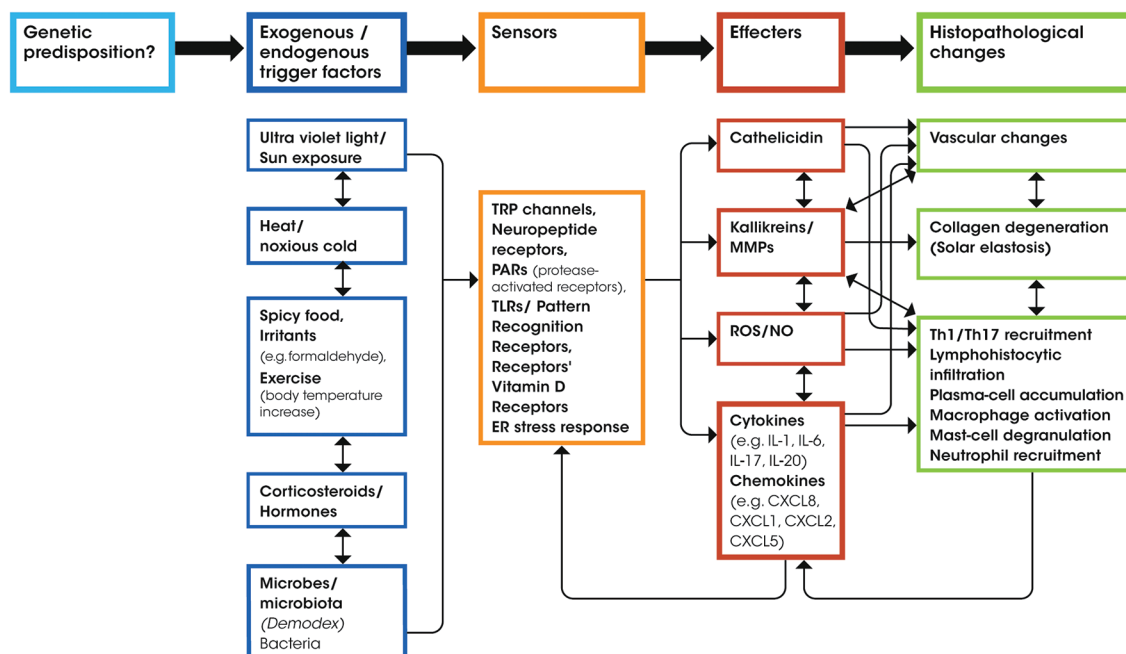 Genetic
predisposition?
Exogenous /
endogenous
trigger factors
Sensors
Effecters
Histopathological
changes
Ultra violet light/
Sun exposure
Heat/
noxious cold
Spicy food,
Irritants
(e.g. formaldehyde),
Exercise
(body temperature
increase)
Corticosteroids/
Hormones
Microbes/
microbiota
(Demodex)
Bacteria
TRP channels,
Neuropeptide
receptors,
PARs (protease-
activated receptors),
TLRs/ Pattern
Recognition
Receptors,
Receptors'
Vitamin D
Receptors
ER stress response
Cathelicidin
Kallikreins/
MMPs
ROS/NO
Cytokines
(e.g. IL-1, IL-6,
IL-17, IL-20)
Chemokines
(e.g. CXCL8,
CXCL1, CXCL2,
CXCL5)
Vascular changes
Collagen degeneration
(Solar elastosis)
Th1/Th17 recruitment
Lymphohistocytic
infiltration
Plasma-cell accumulation
Macrophage activation
Mast-cell degranulation
Neutrophil recruitment